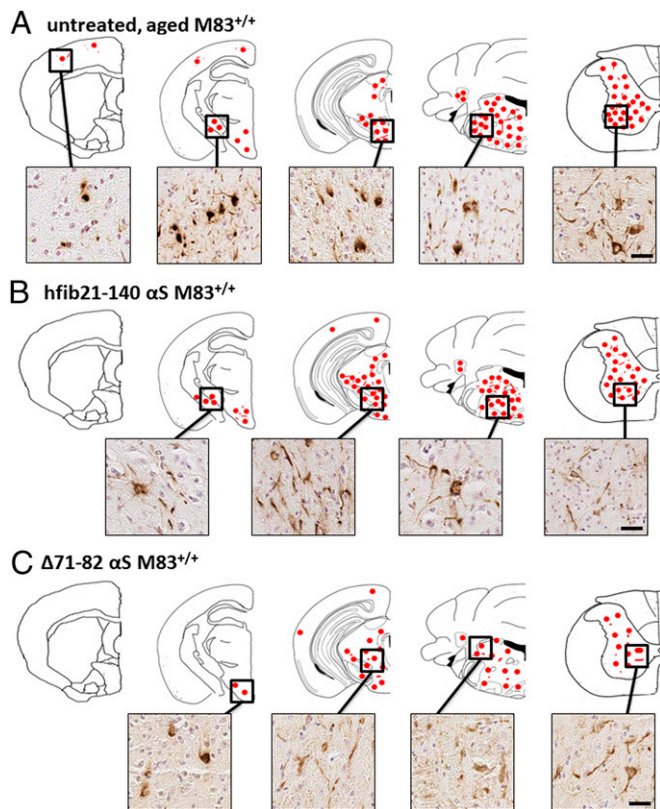 A untreated, aged M83+/+
B hfib21-140 αS M83+/+
C Δ71-82 αS M83+/+